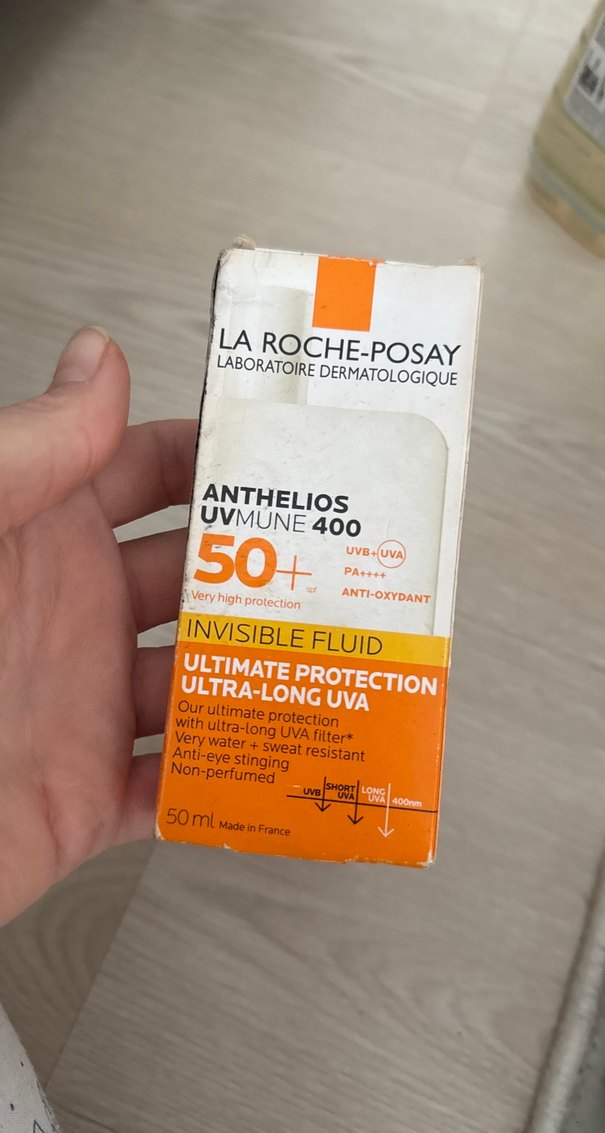 LA ROCHE-POSAY
LABORATOIRE DERMATOLOGIQUE
ANTHELIOS
UVMUNE 400
50+
spf
Very high protection
UVB+UVA
PA++++
ANTI-OXYDANT
INVISIBLE FLUID
ULTIMATE PROTECTION
ULTRA-LONG UVA
Our ultimate protection
with ultra-long UVA filter*
Very water + sweat resistant
Anti-eye stinging
Non-perfumed
UVB
SHORT
UVA
LONG
UVA
400nm
50 ml Made in France